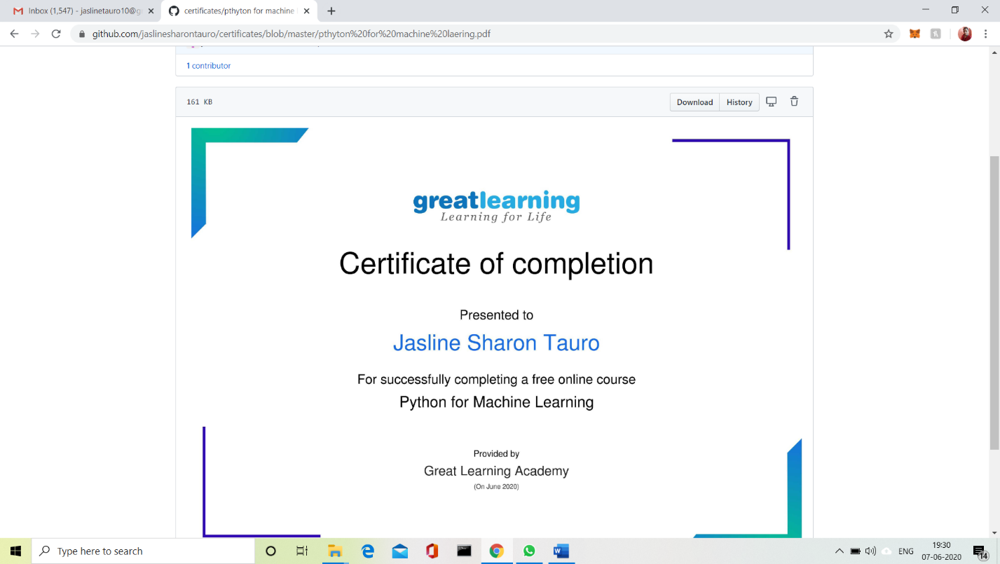 Inbox (1,547) - jaslinetauro10@g
certificates/pthyton for machine
github.com/jaslinesharontauro/certificates/blob/master/pthyton%20for%20machine%20laering.pdf
1 contributor
161 KB
Download
History
greatlearning
Learning for Life
Certificate of completion
Presented to
Jasline Sharon Tauro
For successfully completing a free online course
Python for Machine Learning
Provided by
Great Learning Academy
(On June 2020)
Type here to search
ENG
19:30
07-06-2020
14